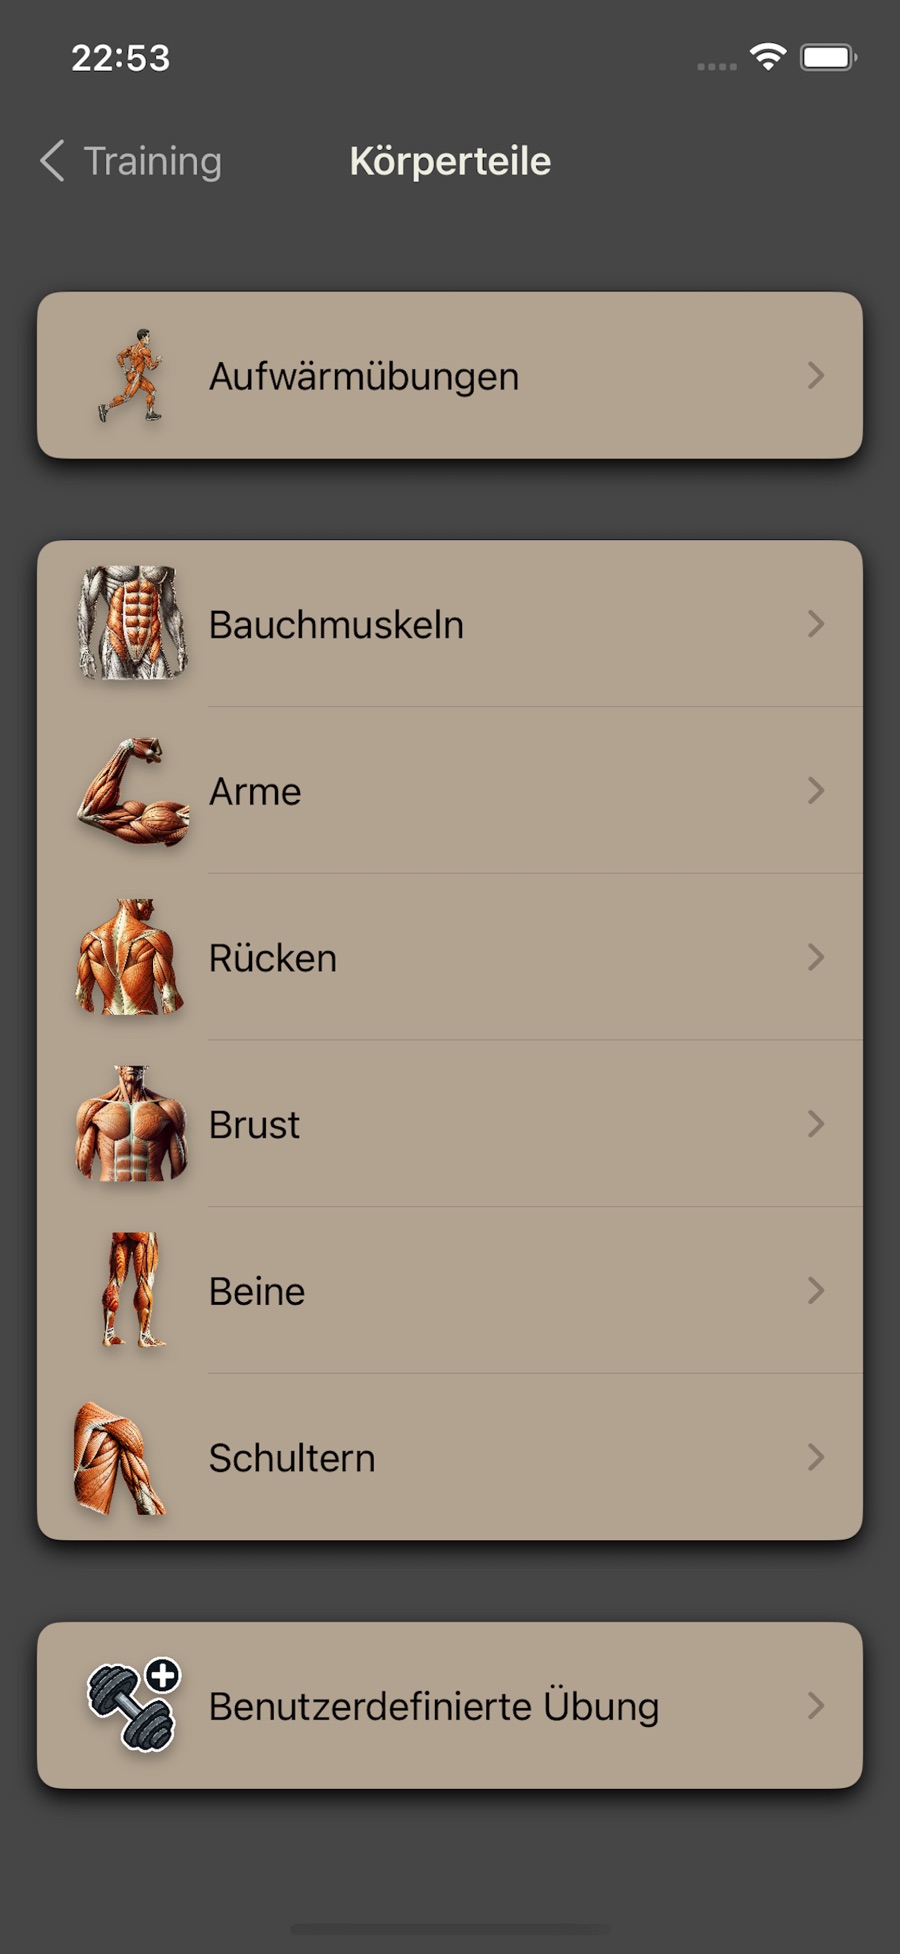 22:53
Training
Körperteile
Aufwärmübungen
Bauchmuskeln
Arme
Rücken
Brust
Beine
Schultern
Benutzerdefinierte Übung